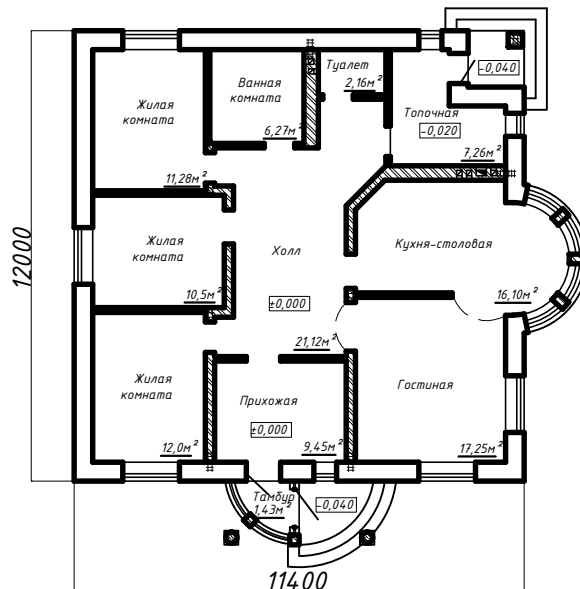 Туалет
2,16м²
-0,040
Жилая
комната
11,28м²
Ванная
комната
6,27м²
Топочная
-0,020
7,26м²
12000
Жилая
комната
10,5м²
Холл
±0,000
21,12м²
Кухня-столовая
16,10м²
Жилая
комната
12,0м²
Прихожая
±0,000
9,45м²
Гостиная
17,25м²
Тамбур
1,43м²
-0,040
11400